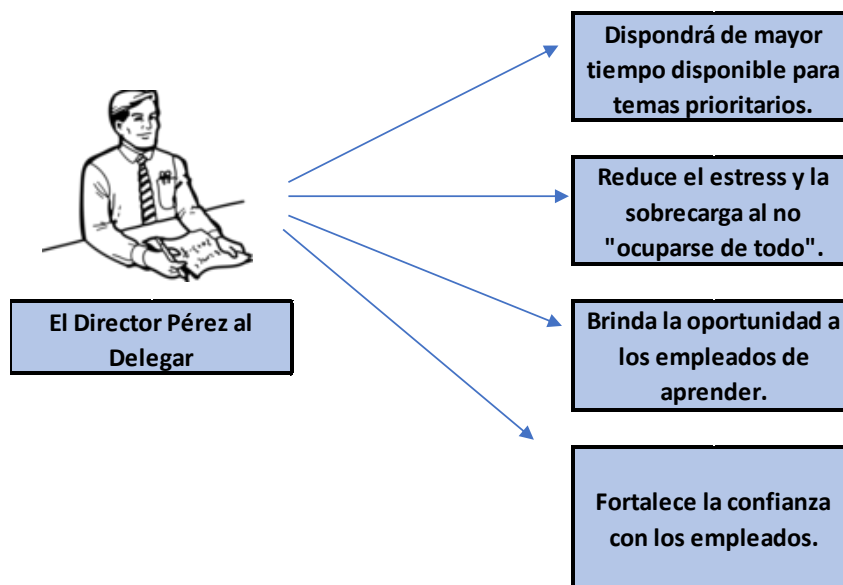 Dispondrá de mayor
tiempo disponible para
temas prioritarios.
Reduce el estress y la
sobrecarga al no
"ocuparse de todo".
El Director Pérez al
Delegar
Brinda la oportunidad a
los empleados de
aprender.
Fortalece la confianza
con los empleados.